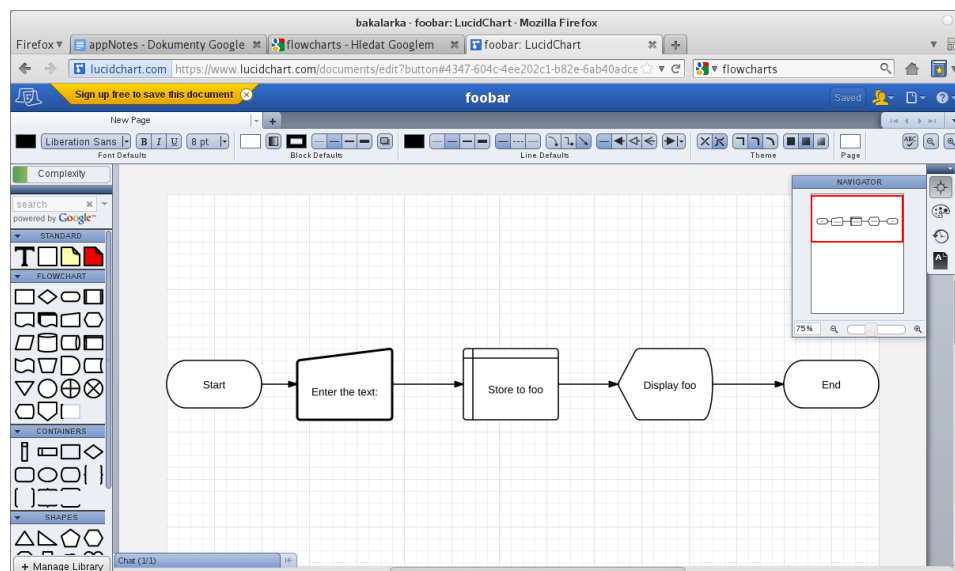 bakalarka - foobar: LucidChart - Mozilla Firefox
Firefox
appNotes - Dokumenty Google
flowcharts - Hledat Googlem
foobar: LucidChart
lucidchart.com https://www.lucidchart.com/documents/edit?button#4347-604c-4ee202c1-b82e-6ab40adce
flowcharts
Sign up free to save this document
foobar
Saved
New Page
Liberation Sans
B I U
8 pt
Font Defaults
Block Defaults
Line Defaults
Theme
Page
ABC
Complexity
search
powered by Google™
STANDARD
T
FLOWCHART
CONTAINERS
SHAPES
+ Manage Library
NAVIGATOR
75%
A
Start
Enter the text:
Store to foo
Display foo
End
Chat (1/1)